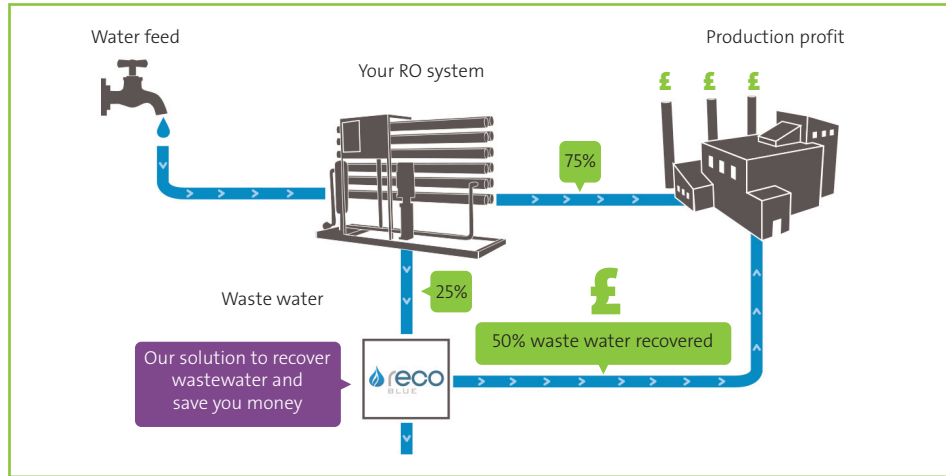 Water feed
Production profit
Your RO system
£ £ £
75%
25%
£
Waste water
50% waste water recovered
Our solution to recover
wastewater and
save you money
reco
BLUE